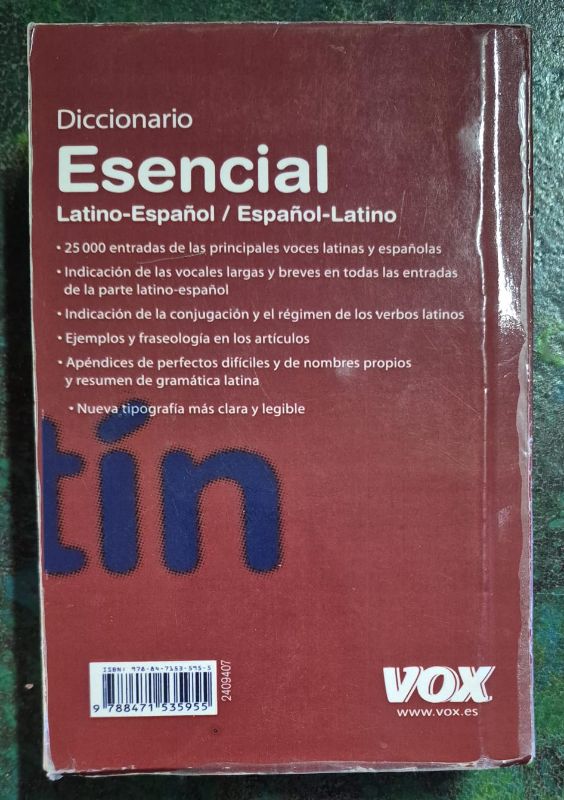 Diccionario
Esencial
Latino-Español / Español-Latino
• 25 000 entradas de las principales voces latinas y españolas
• Indicación de las vocales largas y breves en todas las entradas
de la parte latino-español
• Indicación de la conjugación y el régimen de los verbos latinos
• Ejemplos y fraseología en los artículos
• Apéndices de perfectos difíciles y de nombres propios
y resumen de gramática latina
• Nueva tipografía más clara y legible
tín
ISBN: 978-84-7153-595-5
9 788471 535955
2409407
VOX
www.vox.es